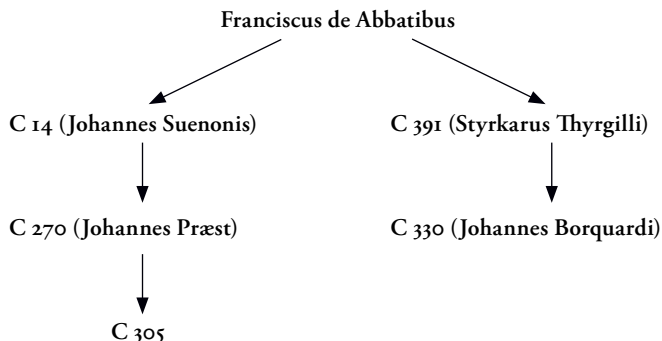 Franciscus de Abbatibus
C 14 (Johannes Suenonis)
C 391 (Styrkarus Thyrgilli)
C 270 (Johannes Præst)
C 330 (Johannes Borquardi)
C 305